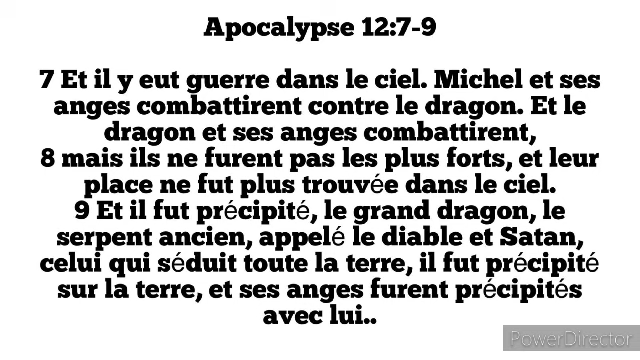 Apocalypse 12:7-9
7 Et il y eut guerre dans le ciel. Michel et ses
anges combattirent contre le dragon. Et le
dragon et ses anges combattirent,
8 mais ils ne furent pas les plus forts, et leur
place ne fut plus trouvée dans le ciel.
9 Et il fut précipité, le grand dragon, le
serpent ancien, appelé le diable et Satan,
celui qui séduit toute la terre, il fut précipité
sur la terre, et ses anges furent précipités
avec lui..
PowerDirector